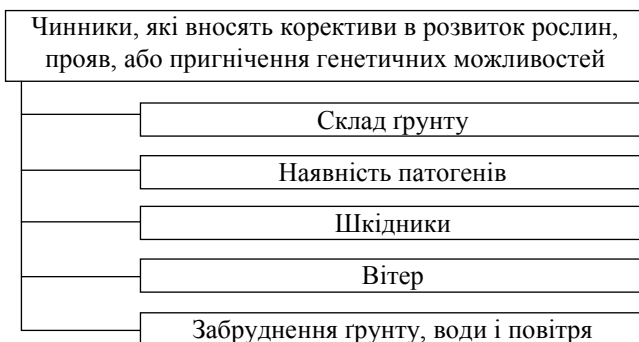 Чинники, які вносять корективи в розвиток рослин,
прояв, або пригнічення генетичних можливостей
Склад ґрунту
Наявність патогенів
Шкідники
Вітер
Забруднення ґрунту, води і повітря